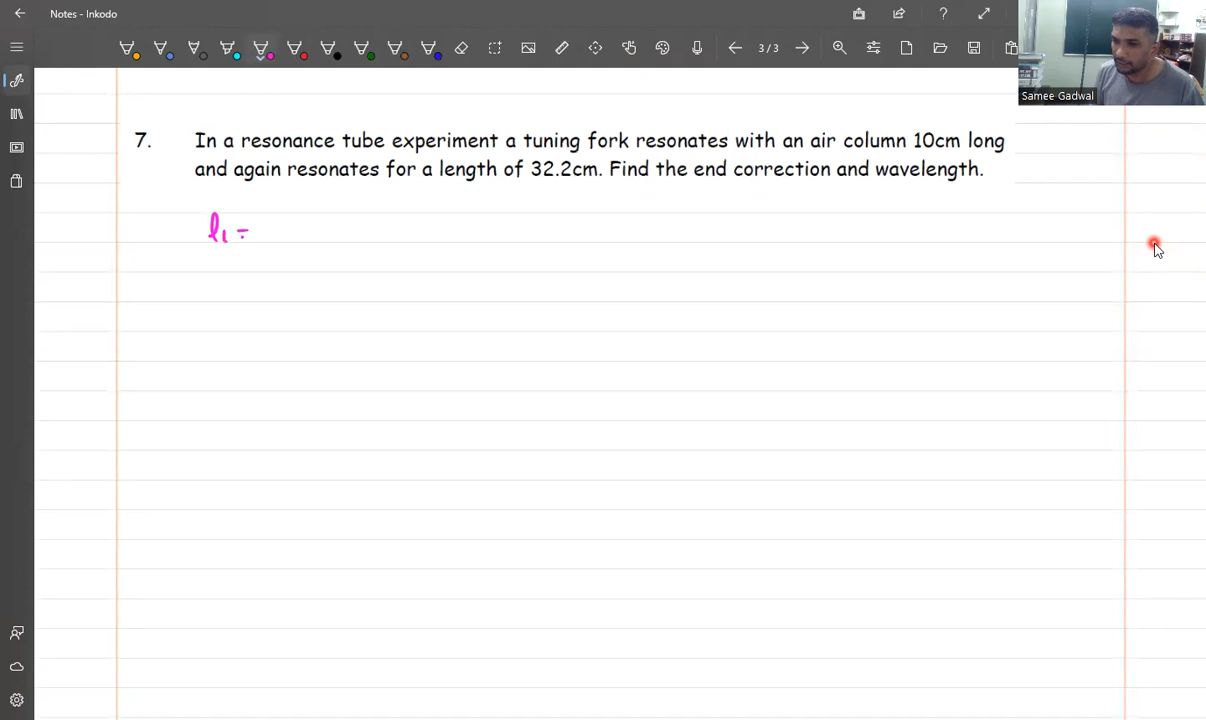 Notes - Inkodo
3/3
Samee Gadwal
7. In a resonance tube experiment a tuning fork resonates with an air column 10cm long
and again resonates for a length of 32.2cm. Find the end correction and wavelength.
l₁ =